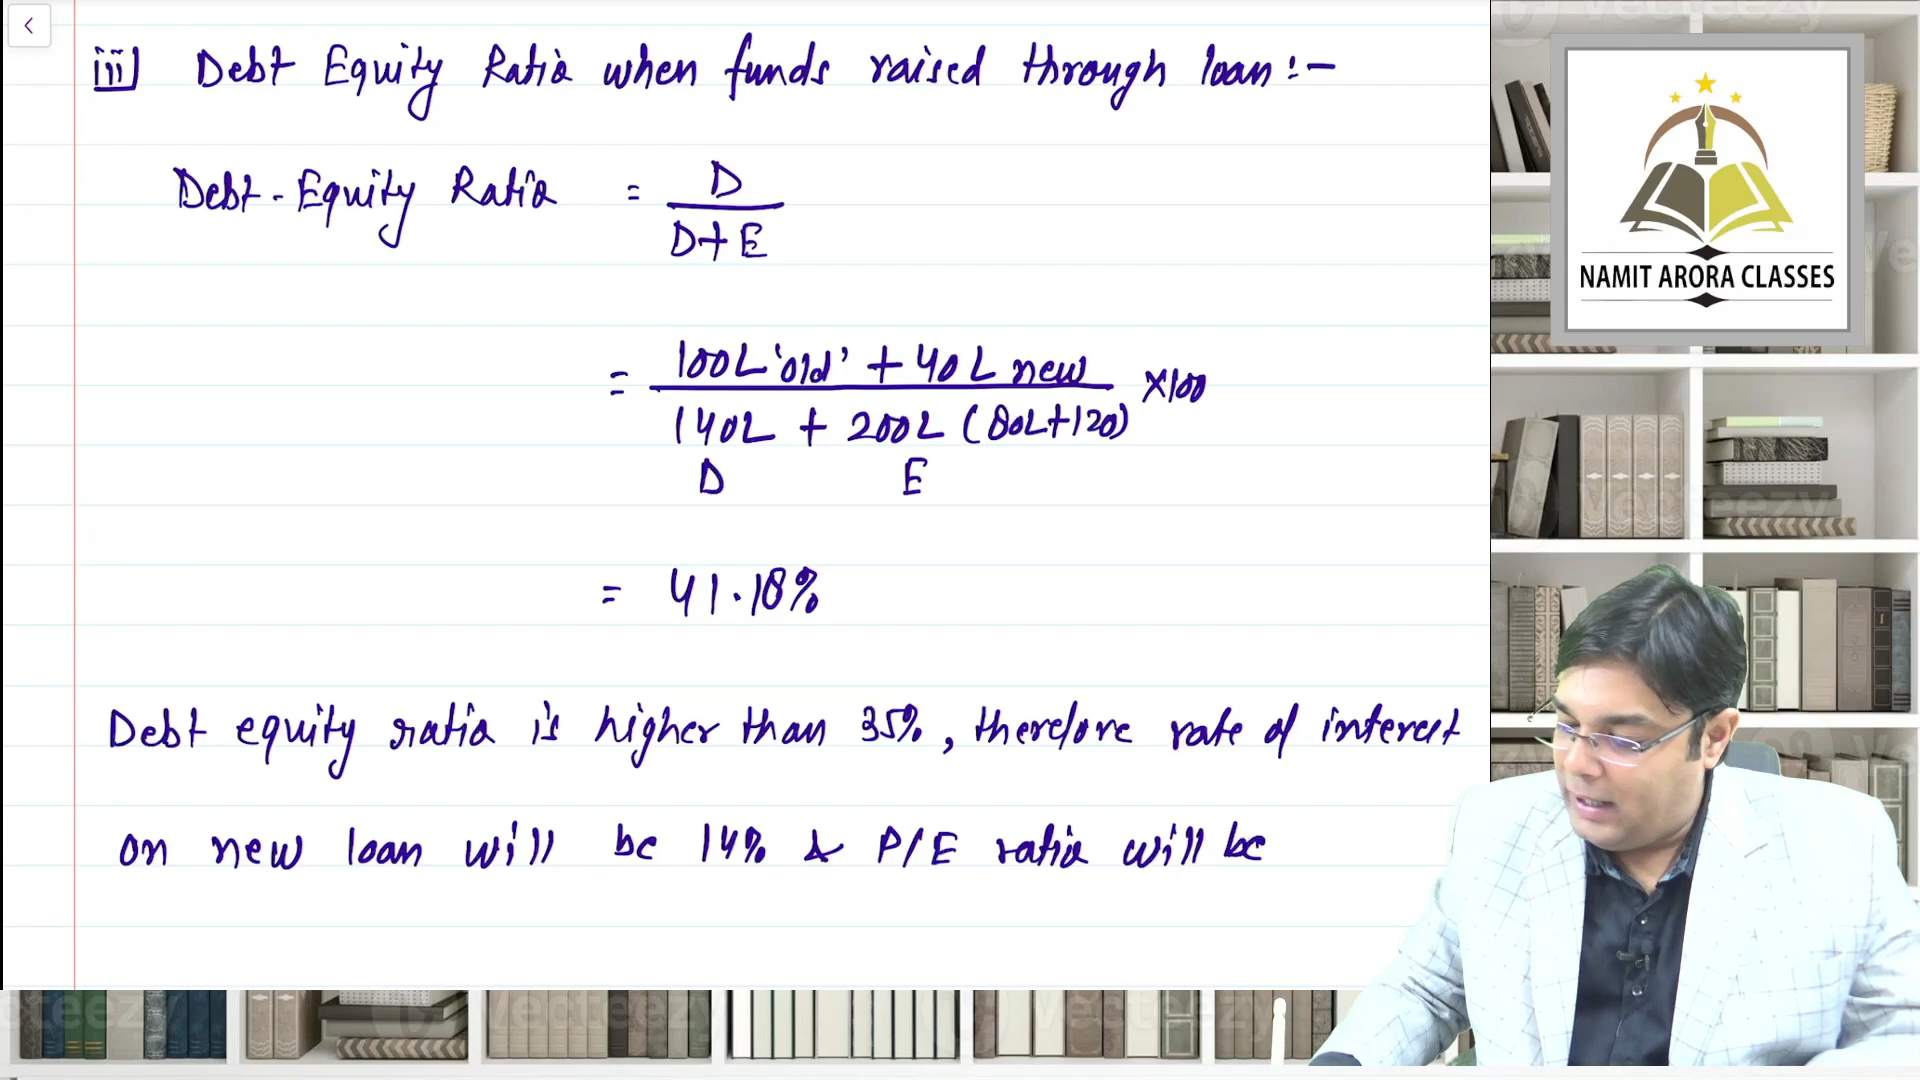 iii] Debt Equity Ratio when funds raised through loan :-
Debt-Equity Ratio = D
D+E
= 100L 'old' + 40L new
140L + 200L (80L+120) ×100
D E
= 41.18%
Debt equity ratio is higher than 35%, therefore rate of interest
on new loan will be 14% & P/E ratio will be
NAMIT ARORA CLASSES
vecteezy